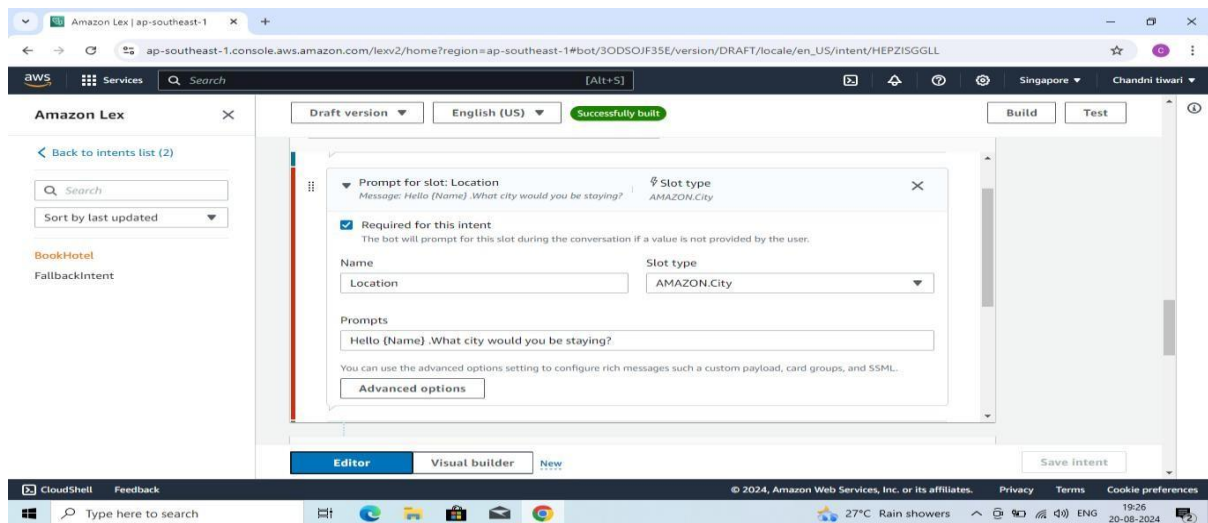 Amazon Lex | ap-southeast-1
ap-southeast-1.console.aws.amazon.com/lexv2/home?region=ap-southeast-1#bot/3ODSOJF35E/version/DRAFT/locale/en_US/intent/HEPZISGGLL
aws Services Search [Alt+S] Singapore Chandni tiwari
Amazon Lex
Draft version English (US) Successfully built Build Test
Back to intents list (2)
Search
Sort by last updated
BookHotel
FallbackIntent
Prompt for slot: Location
Message: Hello {Name} .What city would you be staying?
Slot type
AMAZON.City
Required for this intent
The bot will prompt for this slot during the conversation if a value is not provided by the user.
Name Slot type
Location AMAZON.City
Prompts
Hello {Name} .What city would you be staying?
You can use the advanced options setting to configure rich messages such a custom payload, card groups, and SSML.
Advanced options
Editor Visual builder New Save intent
CloudShell Feedback © 2024, Amazon Web Services, Inc. or its affiliates. Privacy Terms Cookie preferences
Type here to search 27°C Rain showers ENG 19:26
20-08-2024 2